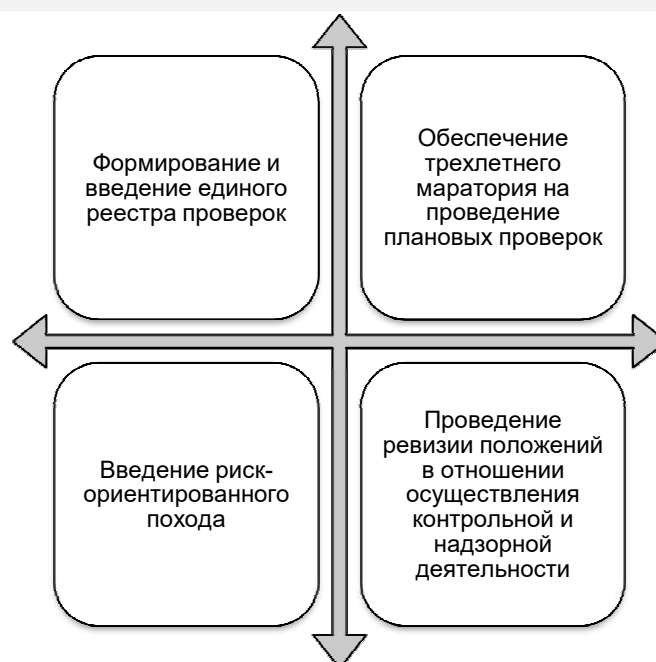 Формирование и
введение единого
реестра проверок
Обеспечение
трехлетнего
маратория на
проведение
плановых проверок
Введение риск-
ориентированного
похода
Проведение
ревизии положений
в отношении
осуществления
контрольной и
надзорной
деятельности